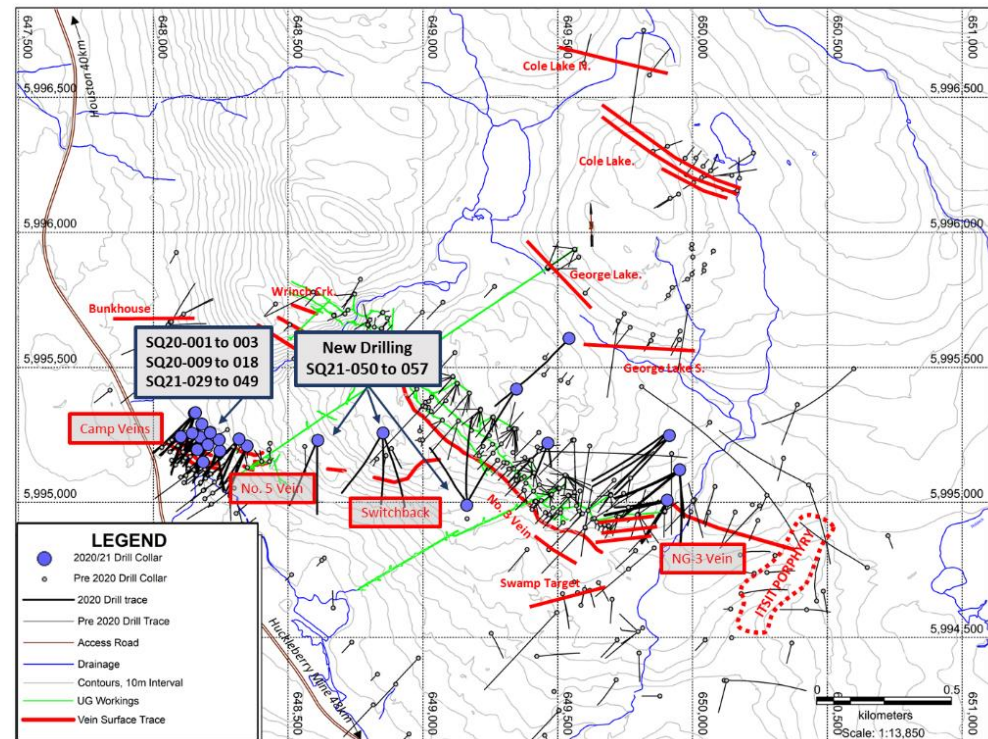 647,500
648,000
648,500
649,000
649,500
650,000
650,500
651,000
Houston 40km
Cole Lake N.
5,996,500
5,996,500
Cole Lake.
5,996,000
5,996,000
George Lake.
Wrinch Crk.
Bunkhouse
SQ20-001 to 003
SQ20-009 to 018
SQ21-029 to 049
New Drilling
SQ21-050 to 057
5,995,500
5,995,500
George Lake S.
Camp Veins
No. 5 Vein
Switchback
No. 3 Vein
5,995,000
5,995,000
NG-3 Vein
ITSIT PORPHYRY
Swamp Target
5,994,500
Huckleberry Mine 48km
LEGEND
2020/21 Drill Collar
Pre 2020 Drill Collar
2020 Drill trace
Pre 2020 Drill Trace
Access Road
Drainage
Contours, 10m Interval
UG Workings
Vein Surface Trace
648,500
649,000
649,500
650,000
650,500
651,000
0 0.5
kilometers
Scale: 1:13,850